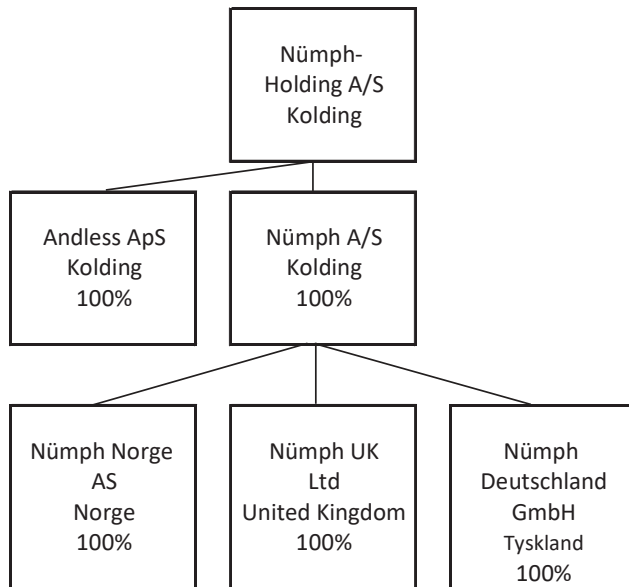 Nümph-
Holding A/S
Kolding
Andless ApS
Kolding
100%
Nümph A/S
Kolding
100%
Nümph Norge
AS
Norge
100%
Nümph UK
Ltd
United Kingdom
100%
Nümph
Deutschland
GmbH
Tyskland
100%